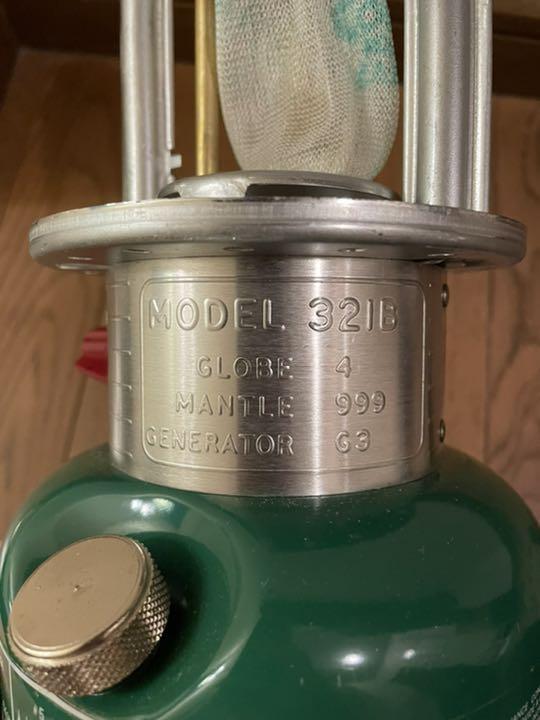 MODEL 321B
GLOBE 4
MANTLE 999
GENERATOR G3